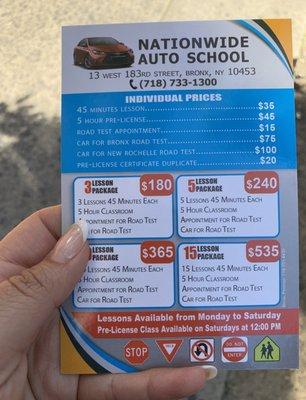 NATIONWIDE
AUTO SCHOOL
13 WEST 183RD STREET, BRONX, NY 10453
(718) 733-1300
INDIVIDUAL PRICES
45 MINUTES LESSON $35
5 HOUR PRE-LICENSE $45
ROAD TEST APPOINTMENT $15
CAR FOR BRONX ROAD TEST $75
CAR FOR NEW ROCHELLE ROAD TEST $100
PRE-LICENSE CERTIFICATE DUPLICATE $20
3 LESSON PACKAGE $180
3 LESSONS 45 MINUTES EACH
5 HOUR CLASSROOM
APPOINTMENT FOR ROAD TEST
CAR FOR ROAD TEST
5 LESSON PACKAGE $240
5 LESSONS 45 MINUTES EACH
5 HOUR CLASSROOM
APPOINTMENT FOR ROAD TEST
CAR FOR ROAD TEST
LESSON PACKAGE $365
LESSONS 45 MINUTES EACH
5 HOUR CLASSROOM
APPOINTMENT FOR ROAD TEST
CAR FOR ROAD TEST
15 LESSON PACKAGE $535
15 LESSONS 45 MINUTES EACH
5 HOUR CLASSROOM
APPOINTMENT FOR ROAD TEST
CAR FOR ROAD TEST
Lessons Available from Monday to Saturday
Pre-License Class Available on Saturdays at 12:00 PM
STOP
YIELD
DO NOT
ENTER